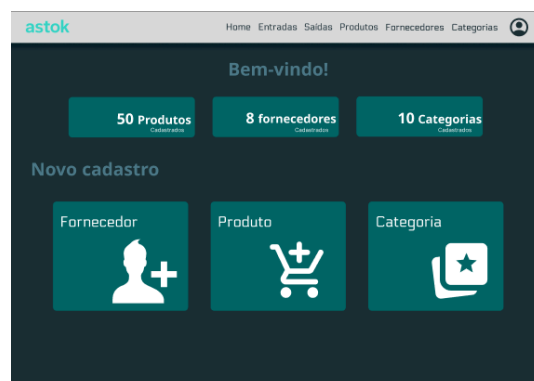 astok
Home Entradas Saídas Produtos Fornecedores Categorias
Bem-vindo!
50 Produtos
Cadastrados
8 fornecedores
Cadastrados
10 Categorias
Cadastrados
Novo cadastro
Fornecedor
Produto
Categoria